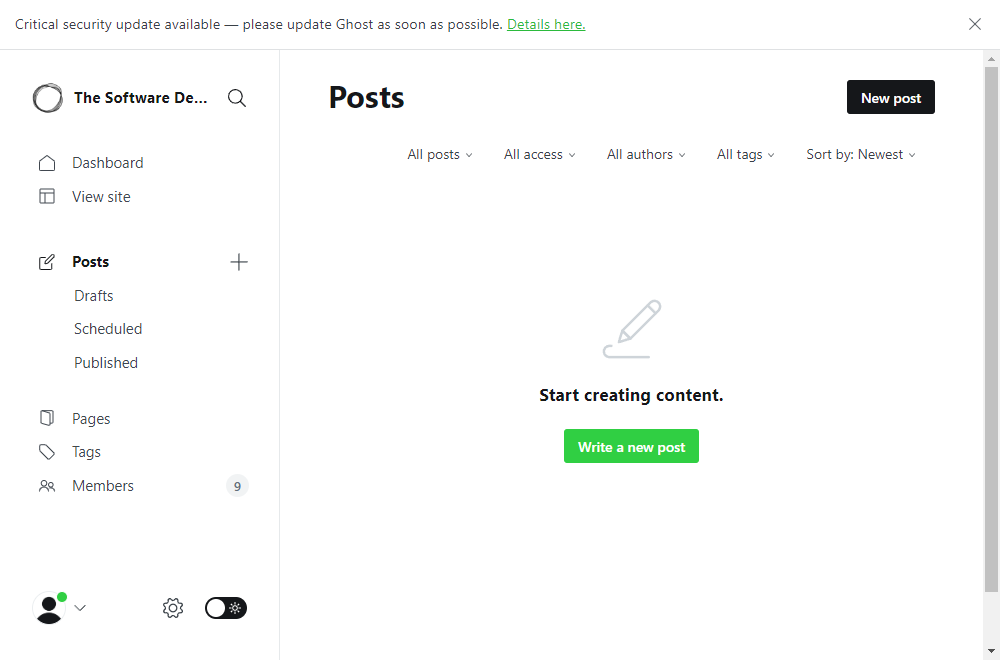 Critical security update available — please update Ghost as soon as possible. Details here.
The Software De...
Dashboard
View site
Posts
Drafts
Scheduled
Published
Pages
Tags
Members
9
Posts
New post
All posts
All access
All authors
All tags
Sort by: Newest
Start creating content.
Write a new post